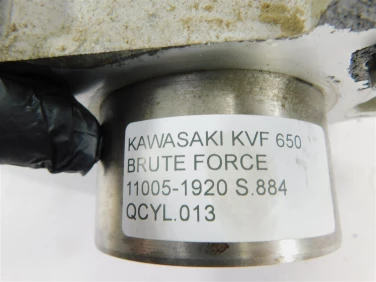 KAWASAKI KVF 650
BRUTE FORCE
11005-1920 S.884
QCYL.013